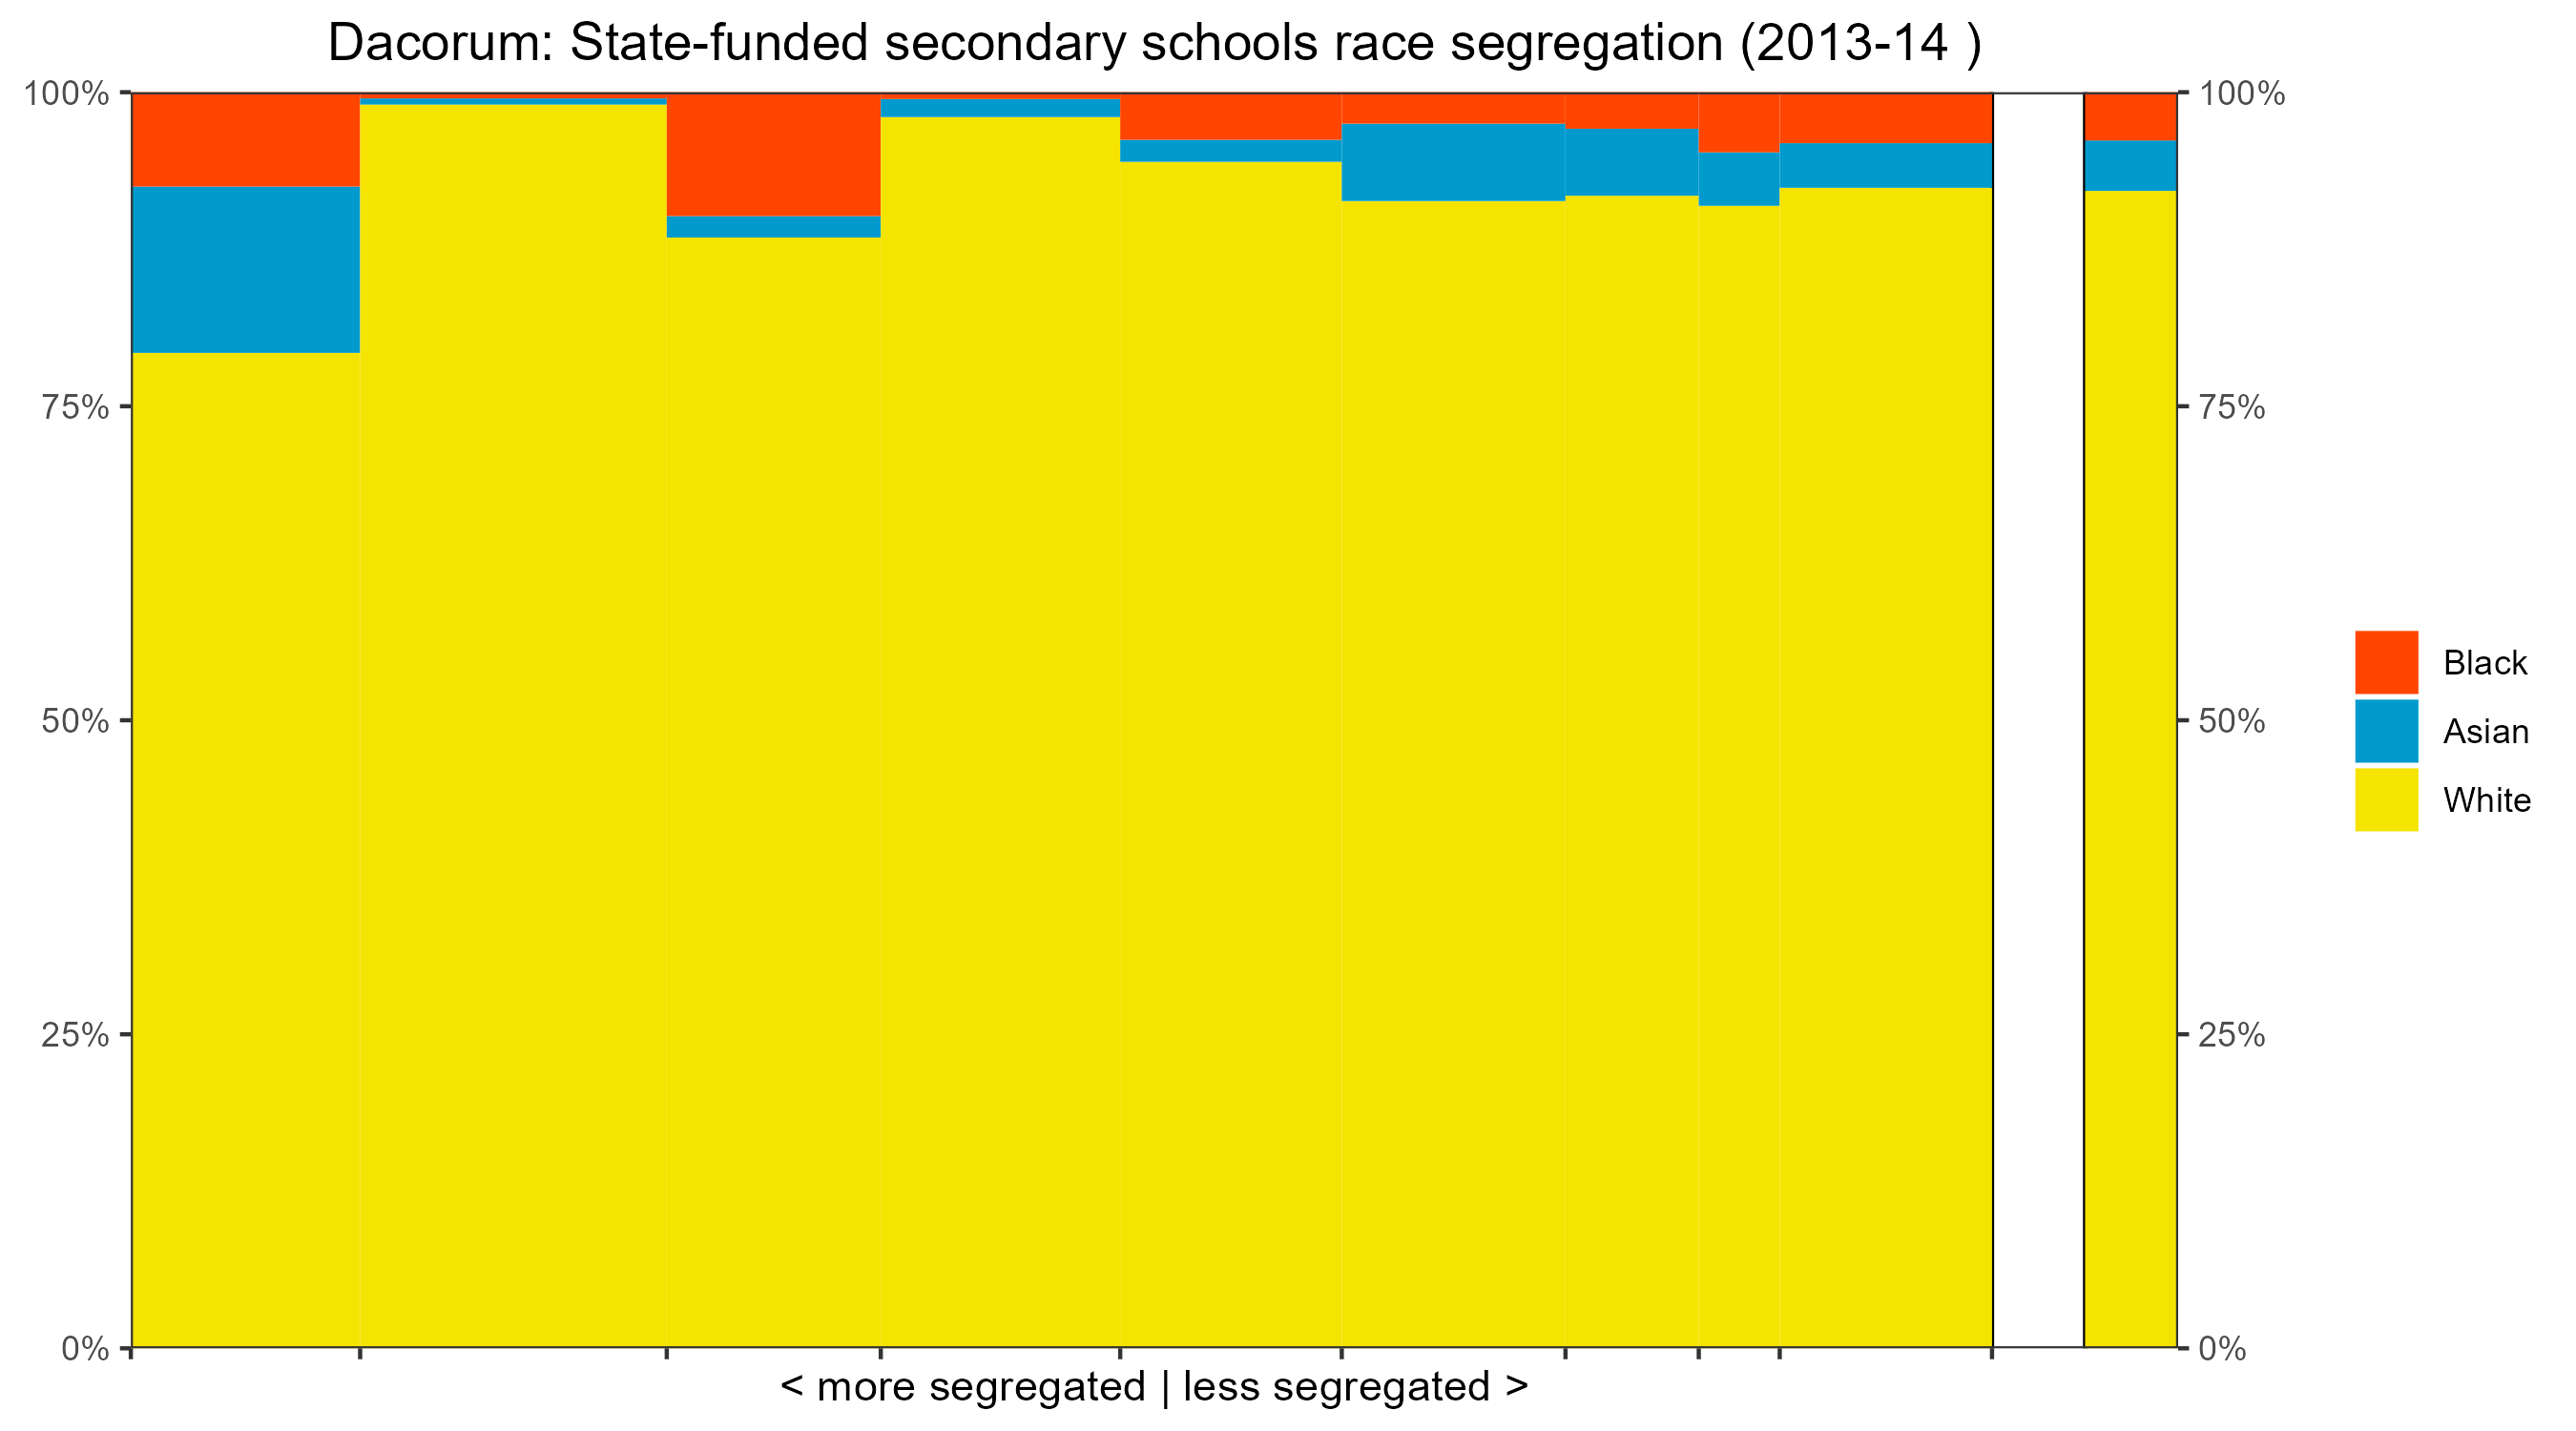 Dacorum: State-funded secondary schools race segregation (2013-14 )
100%
75%
50%
25%
0%
100%
75%
50%
25%
0%
Black
Asian
White
< more segregated | less segregated >